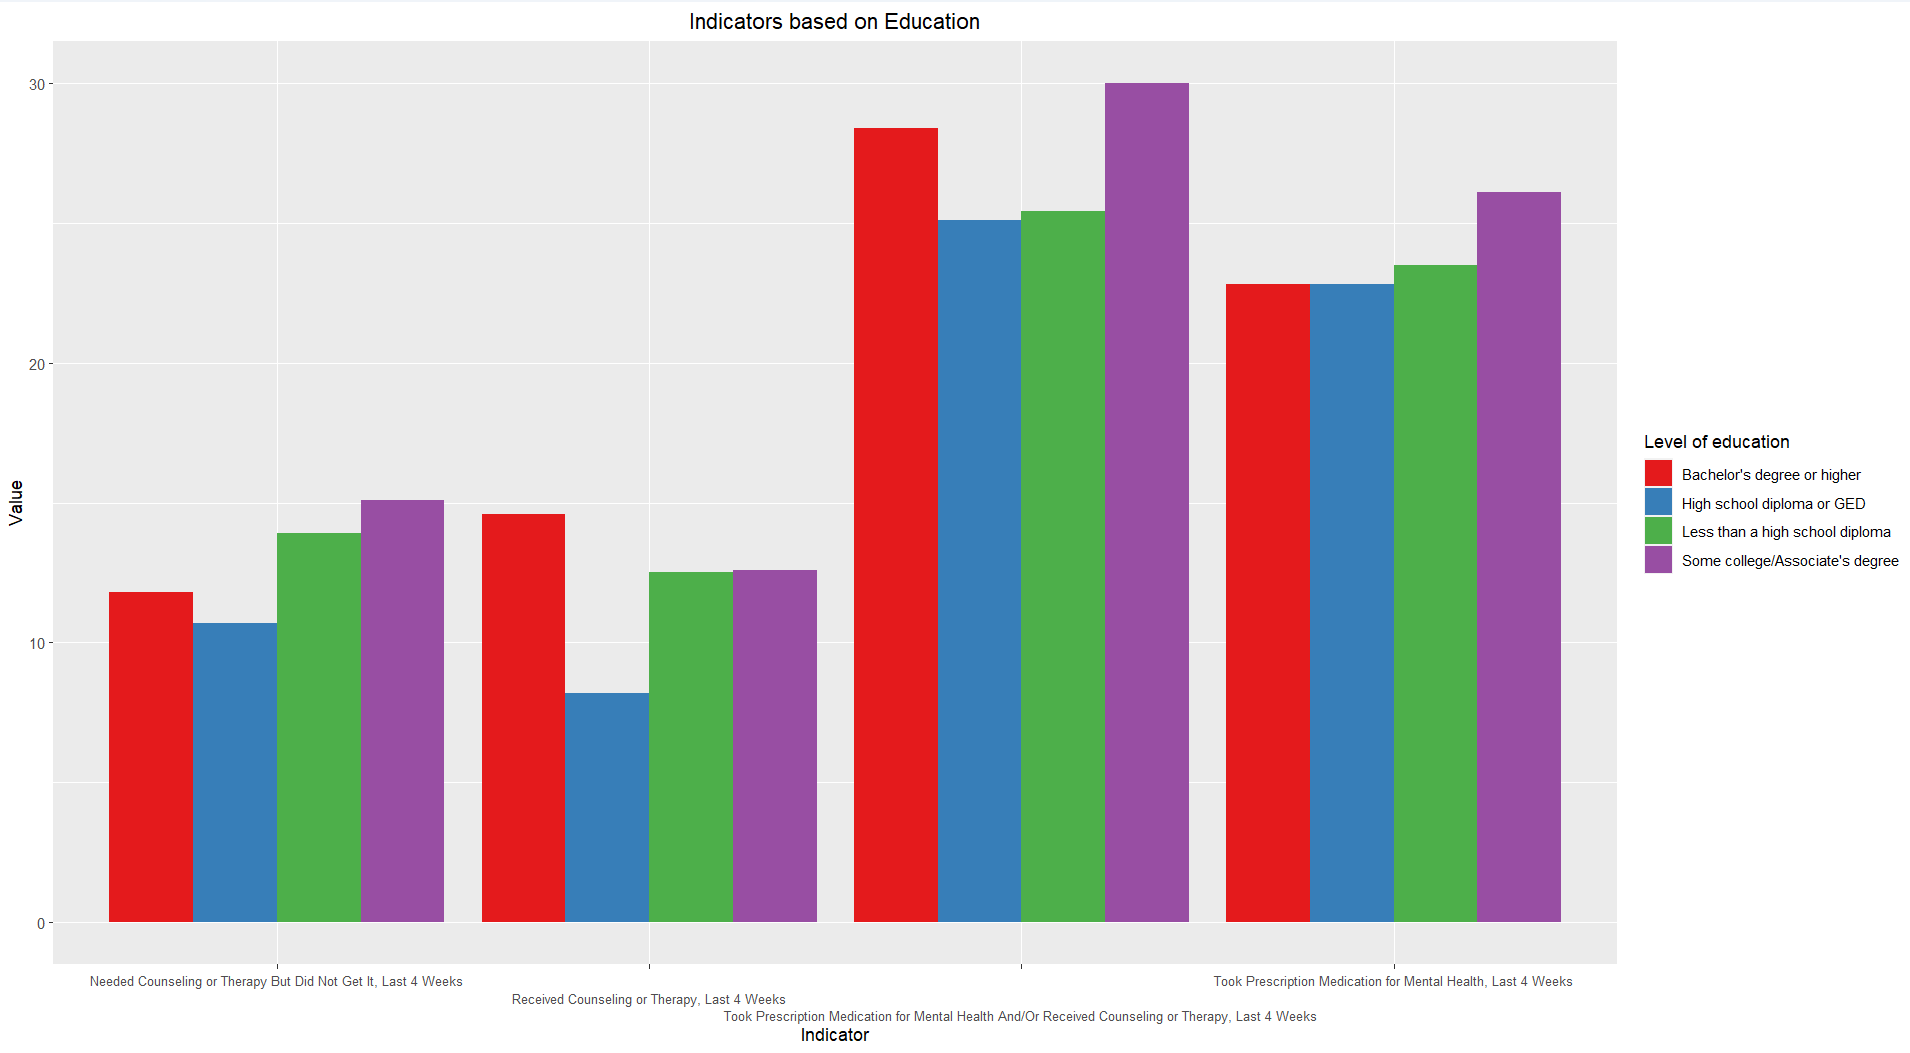 Indicators based on Education
30
20
10
0
Value
Needed Counseling or Therapy But Did Not Get It, Last 4 Weeks
Took Prescription Medication for Mental Health, Last 4 Weeks
Received Counseling or Therapy, Last 4 Weeks
Took Prescription Medication for Mental Health And/Or Received Counseling or Therapy, Last 4 Weeks
Indicator
Level of education
Bachelor's degree or higher
High school diploma or GED
Less than a high school diploma
Some college/Associate's degree